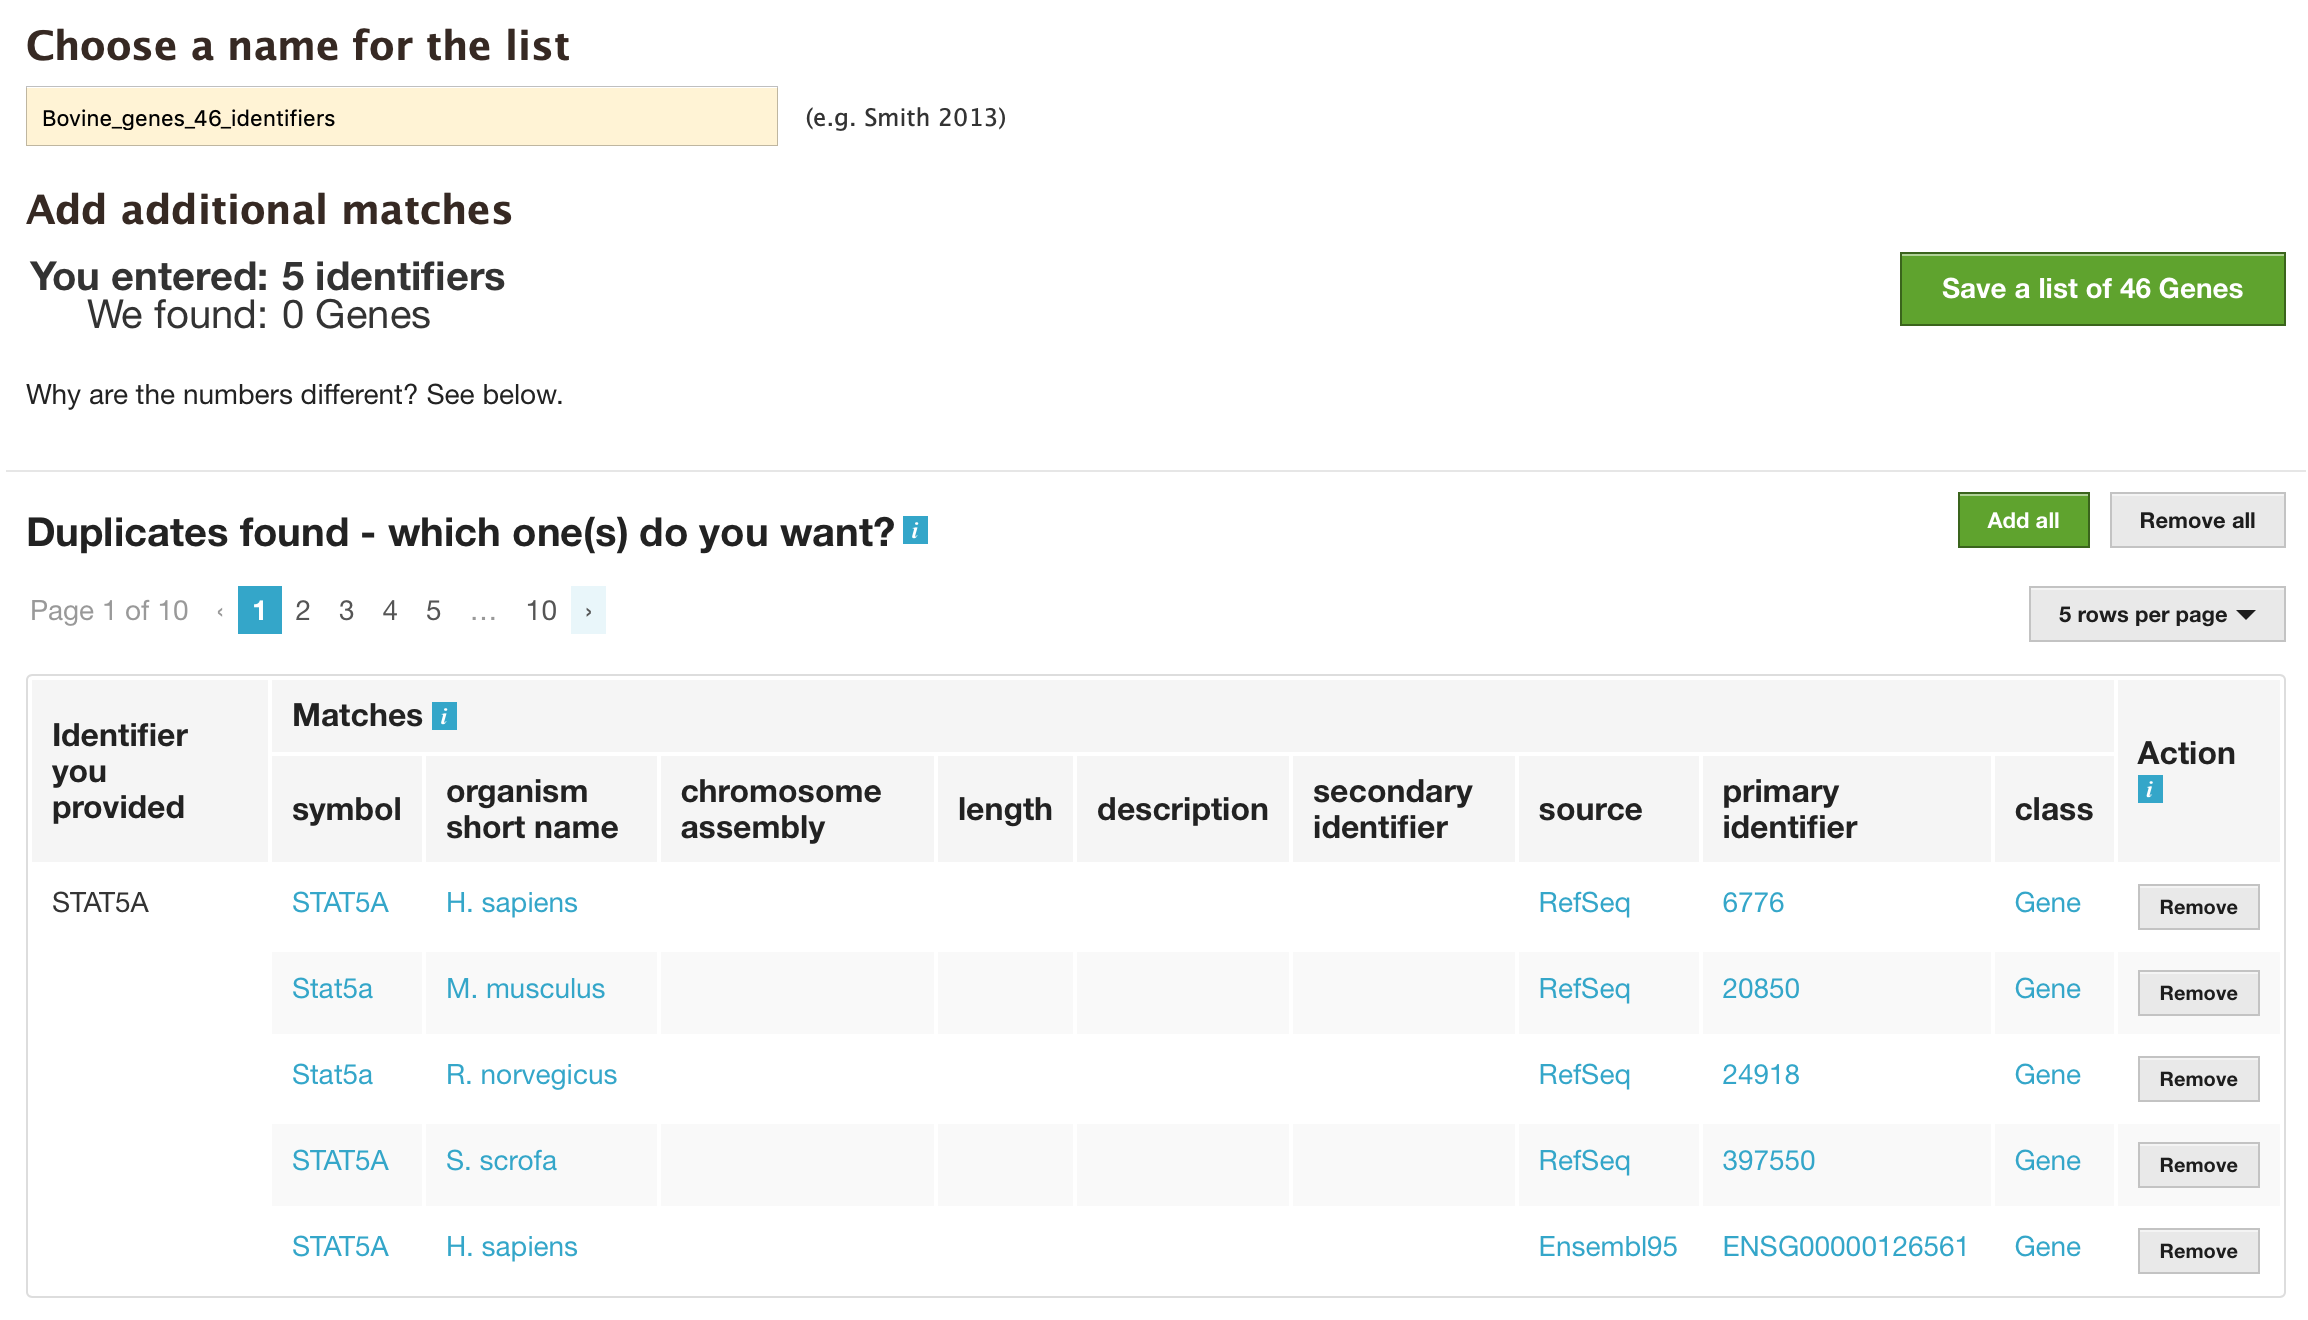 Choose a name for the list
Bovine_genes_46_identifiers (e.g. Smith 2013)
Add additional matches
You entered: 5 identifiers
We found: 0 Genes
Save a list of 46 Genes
Why are the numbers different? See below.
Duplicates found - which one(s) do you want? i
Add all Remove all
Page 1 of 10 ‹ 1 2 3 4 5 ... 10 ›
5 rows per page
Identifier you provided
Matches i
Action i
symbol organism short name chromosome assembly length description secondary identifier source primary identifier class
STAT5A STAT5A H. sapiens RefSeq 6776 Gene Remove
Stat5a M. musculus RefSeq 20850 Gene Remove
Stat5a R. norvegicus RefSeq 24918 Gene Remove
STAT5A S. scrofa RefSeq 397550 Gene Remove
STAT5A H. sapiens Ensembl95 ENSG00000126561 Gene Remove